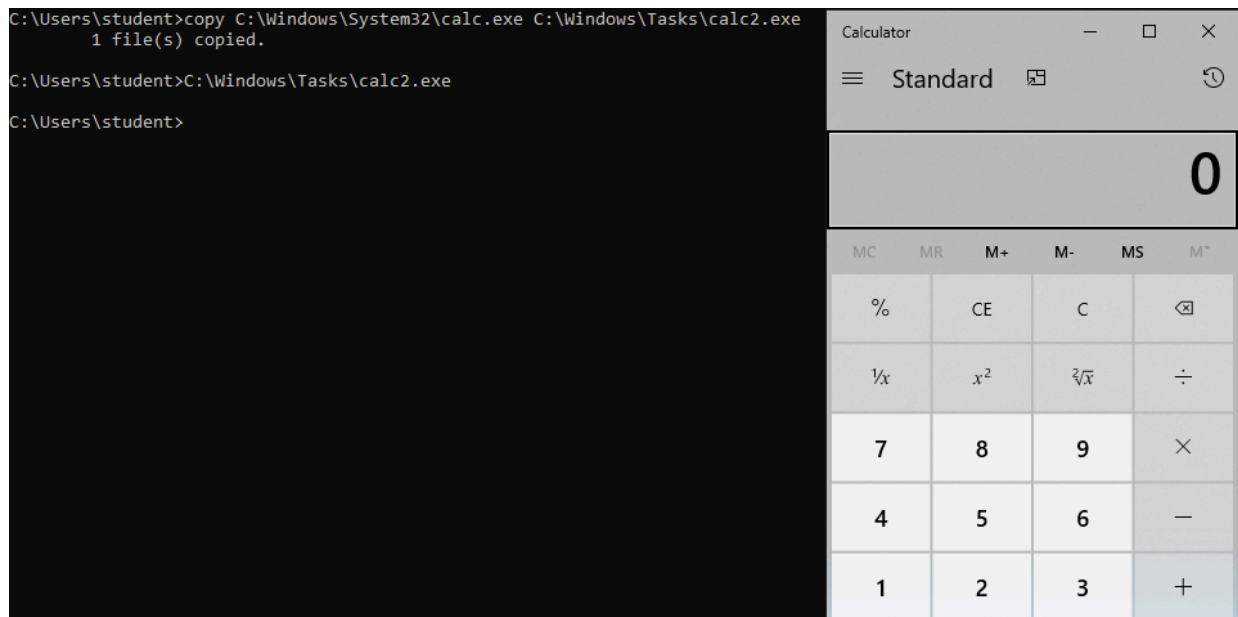 C:\Users\student>copy C:\Windows\System32\calc.exe C:\Windows\Tasks\calc2.exe
        1 file(s) copied.
C:\Users\student>C:\Windows\Tasks\calc2.exe
C:\Users\student>
Calculator
Standard
0
MC MR M+ M- MS M˅
% CE C
¹/x x² ²√x ÷
7 8 9 ×
4 5 6 −
1 2 3 +